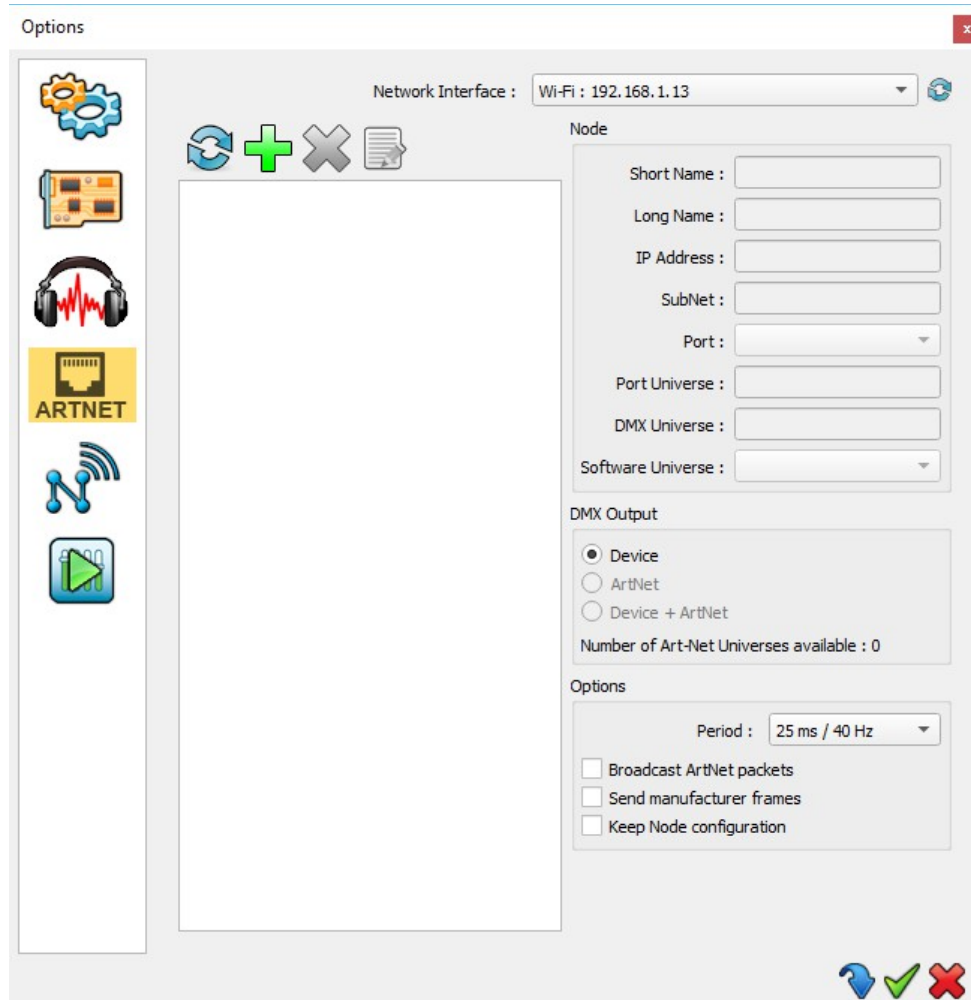 Options
x
Network Interface : Wi-Fi : 192.168.1.13
Node
Short Name :
Long Name :
IP Address :
SubNet :
Port :
Port Universe :
DMX Universe :
Software Universe :
ARTNET
DMX Output
Device
ArtNet
Device + ArtNet
Number of Art-Net Universes available : 0
Options
Period : 25 ms / 40 Hz
Broadcast ArtNet packets
Send manufacturer frames
Keep Node configuration